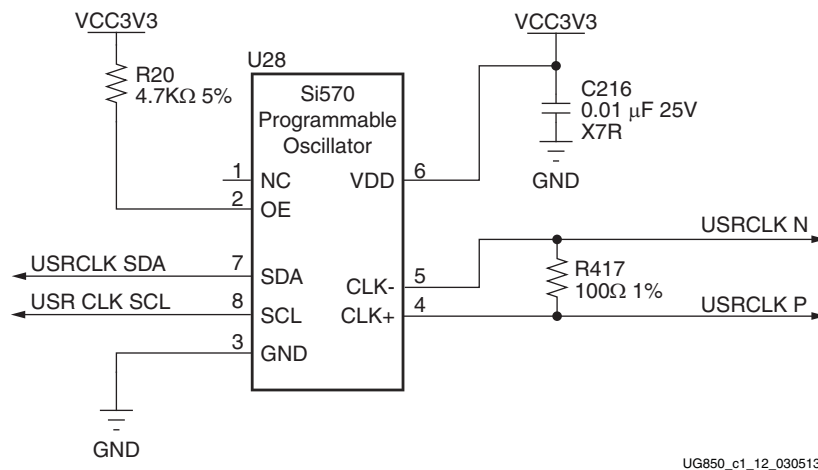 VCC3V3
VCC3V3
U28
R20
4.7KΩ 5%
Si570
Programmable
Oscillator
C216
0.01 μF 25V
X7R
GND
1
NC
VDD
6
2
OE
USRCLK N
USRCLK SDA
7
SDA
R417
100Ω 1%
5
CLK-
USR CLK SCL
8
SCL
CLK+
4
USRCLK P
3
GND
GND
UG850_c1_12_030513